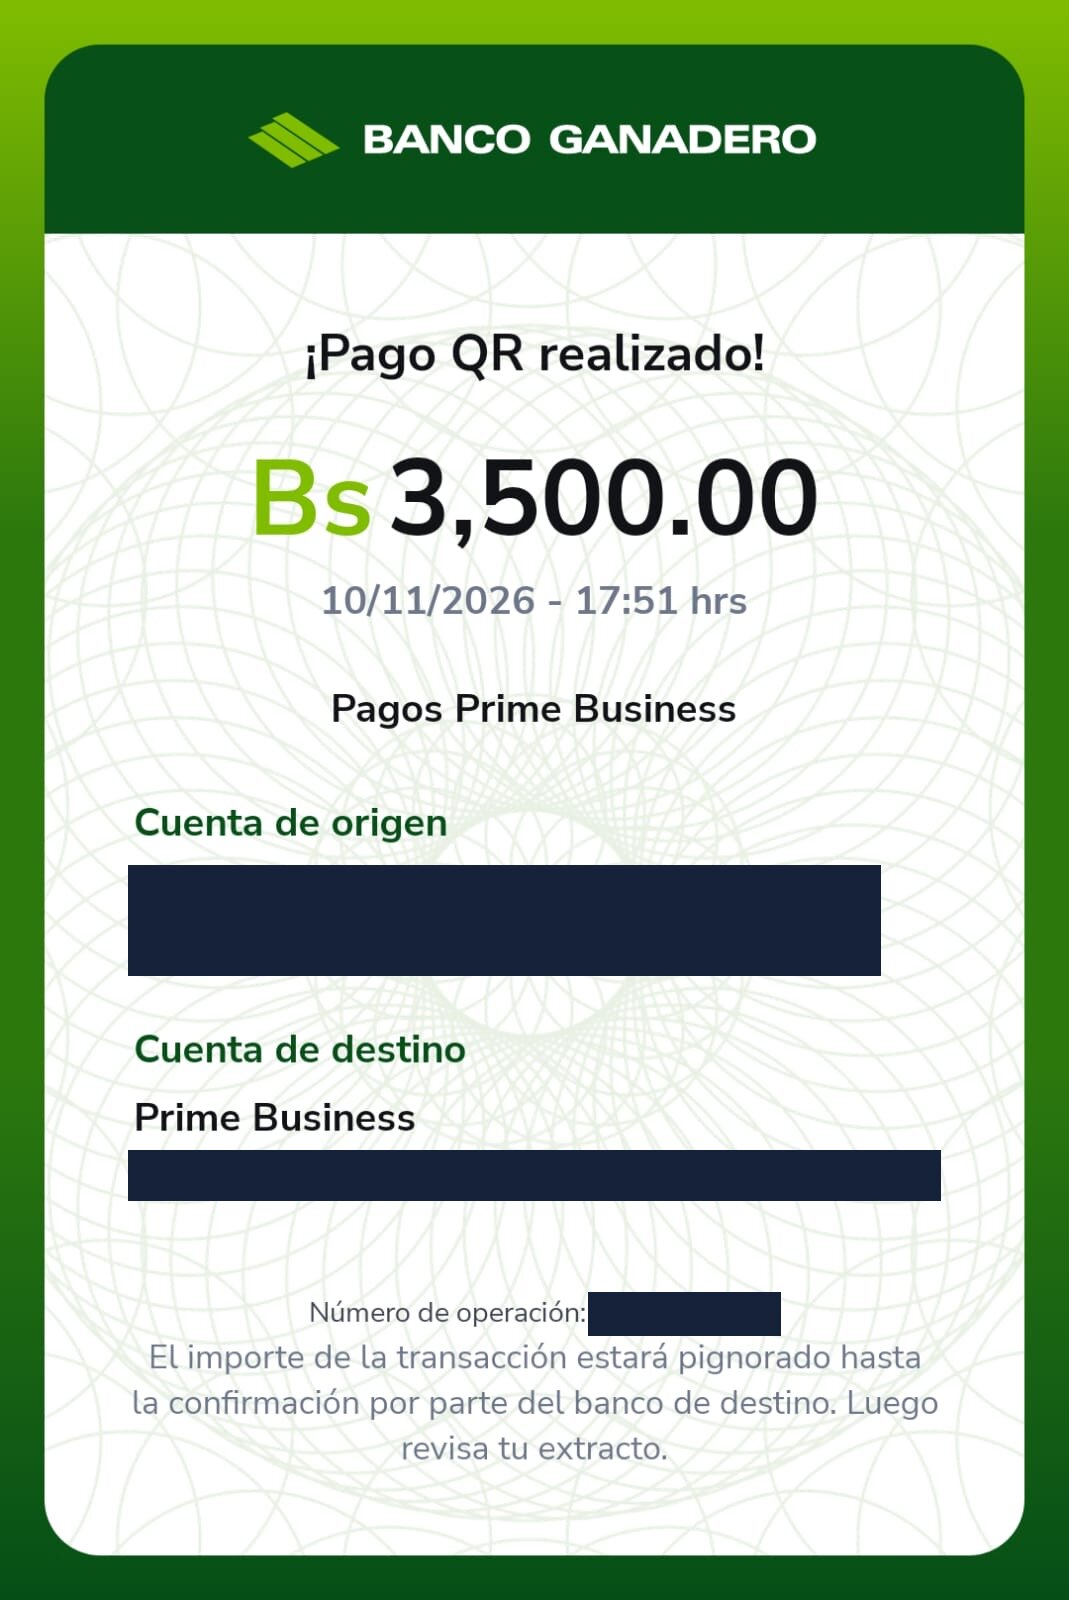 BANCO GANADERO
¡Pago QR realizado!
Bs 3,500.00
10/11/2026 - 17:51 hrs
Pagos Prime Business
Cuenta de origen
Cuenta de destino
Prime Business
Número de operación:
El importe de la transacción estará pignorado hasta
la confirmación por parte del banco de destino. Luego
revisa tu extracto.